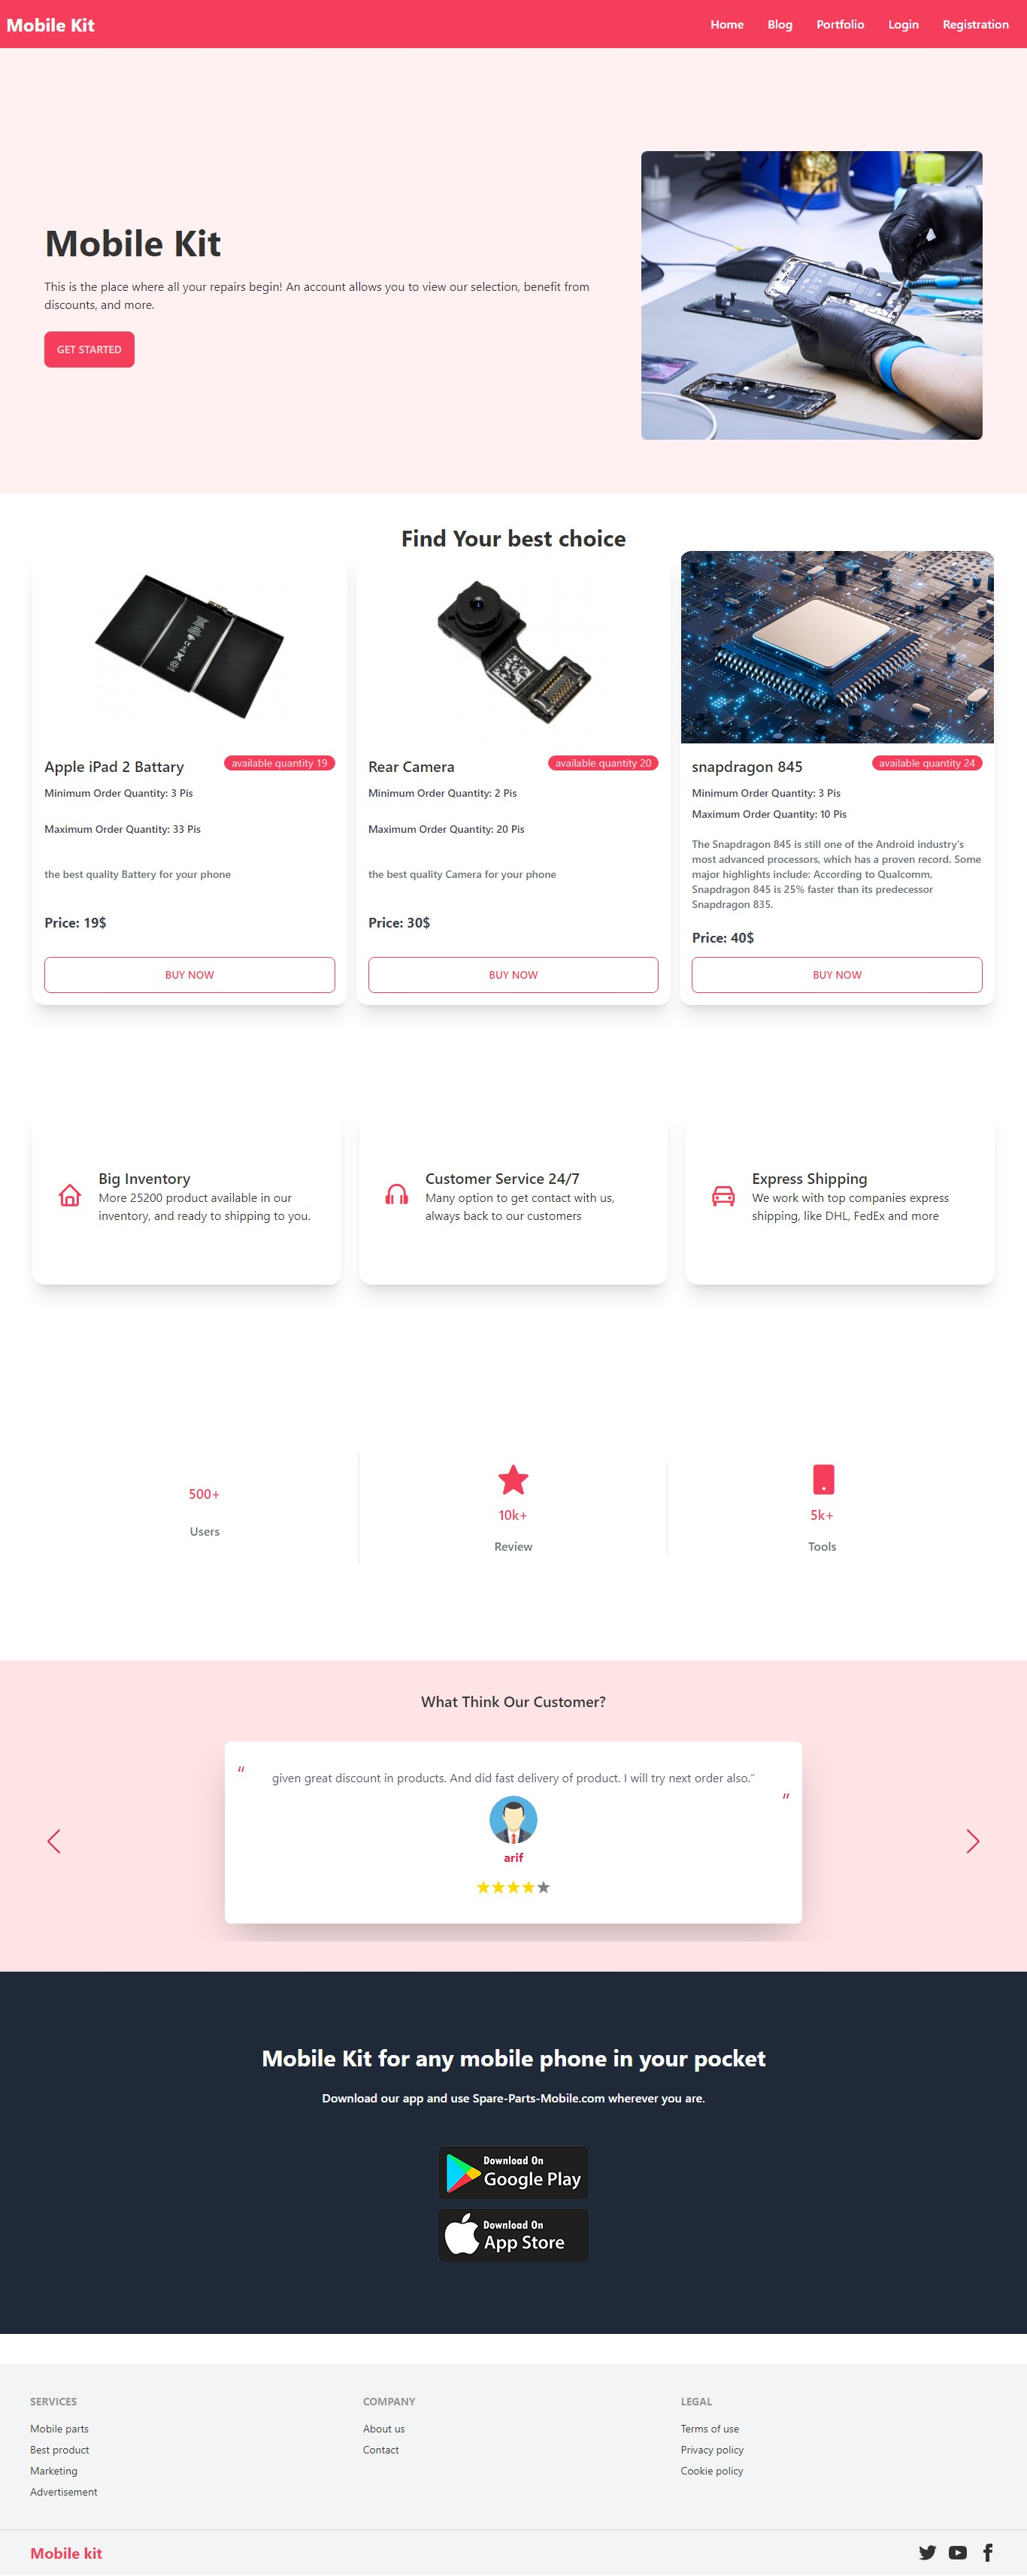 Mobile Kit
Home Blog Portfolio Login Registration
Mobile Kit
This is the place where all your repairs begin! An account allows you to view our selection, benefit from
discounts, and more.
GET STARTED
Find Your best choice
Apple iPad 2 Battary
available quantity 19
Minimum Order Quantity: 3 Pis
Maximum Order Quantity: 33 Pis
the best quality Battery for your phone
Price: 19$
BUY NOW
Rear Camera
available quantity 20
Minimum Order Quantity: 2 Pis
Maximum Order Quantity: 20 Pis
the best quality Camera for your phone
Price: 30$
BUY NOW
snapdragon 845
available quantity 24
Minimum Order Quantity: 3 Pis
Maximum Order Quantity: 10 Pis
The Snapdragon 845 is still one of the Android industry's
most advanced processors, which has a proven record. Some
major highlights include: According to Qualcomm,
Snapdragon 845 is 25% faster than its predecessor
Snapdragon 835.
Price: 40$
BUY NOW
Big Inventory
More 25200 product available in our
inventory, and ready to shipping to you.
Customer Service 24/7
Many option to get contact with us,
always back to our customers
Express Shipping
We work with top companies express
shipping, like DHL, FedEx and more
500+
Users
10k+
Review
5k+
Tools
What Think Our Customer?
“ given great discount in products. And did fast delivery of product. I will try next order also.”
”
arif
Mobile Kit for any mobile phone in your pocket
Download our app and use Spare-Parts-Mobile.com wherever you are.
Download On
Google Play
Download On
App Store
SERVICES
Mobile parts
Best product
Marketing
Advertisement
COMPANY
About us
Contact
LEGAL
Terms of use
Privacy policy
Cookie policy
Mobile kit